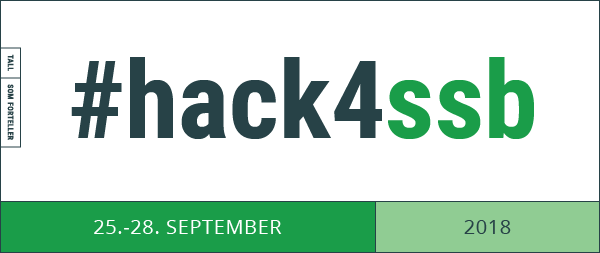 TALL
SOM FORTELLER
#hack4ssb
25.-28. SEPTEMBER
2018